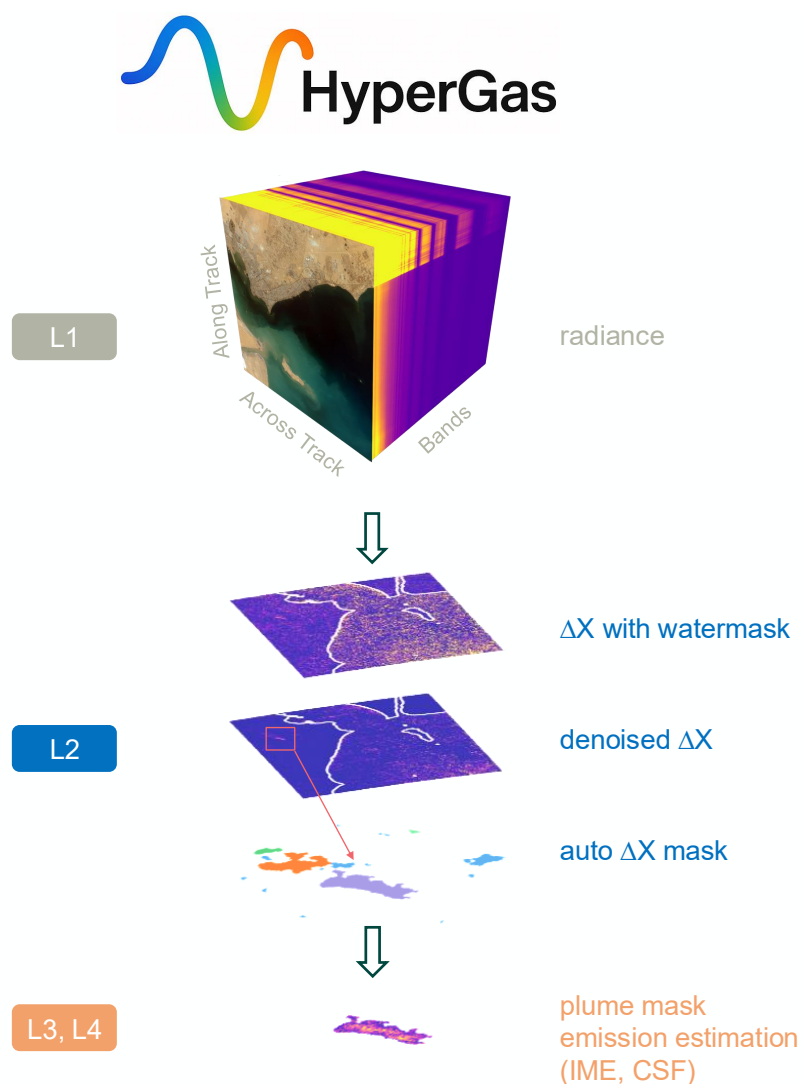 HyperGas
Along Track
Across Track
Bands
L1
radiance
ΔX with watermask
L2
denoised ΔX
auto ΔX mask
L3, L4
plume mask
emission estimation
(IME, CSF)